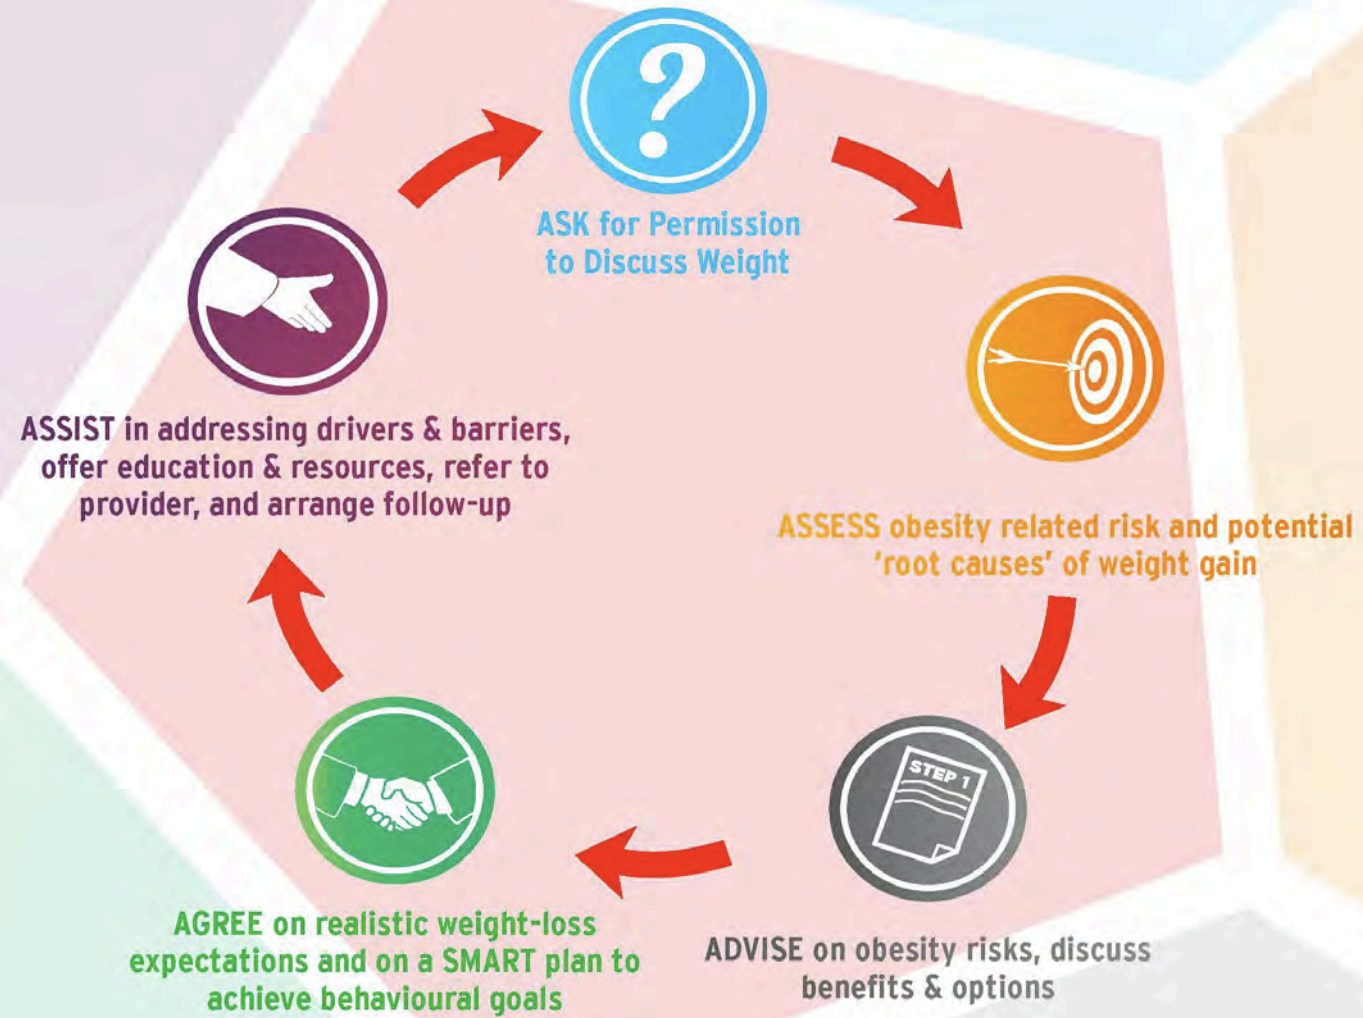 ?
ASK for Permission
to Discuss Weight
ASSESS obesity related risk and potential
‘root causes’ of weight gain
STEP 1
ADVISE on obesity risks, discuss
benefits & options
AGREE on realistic weight-loss
expectations and on a SMART plan to
achieve behavioural goals
ASSIST in addressing drivers & barriers,
offer education & resources, refer to
provider, and arrange follow-up